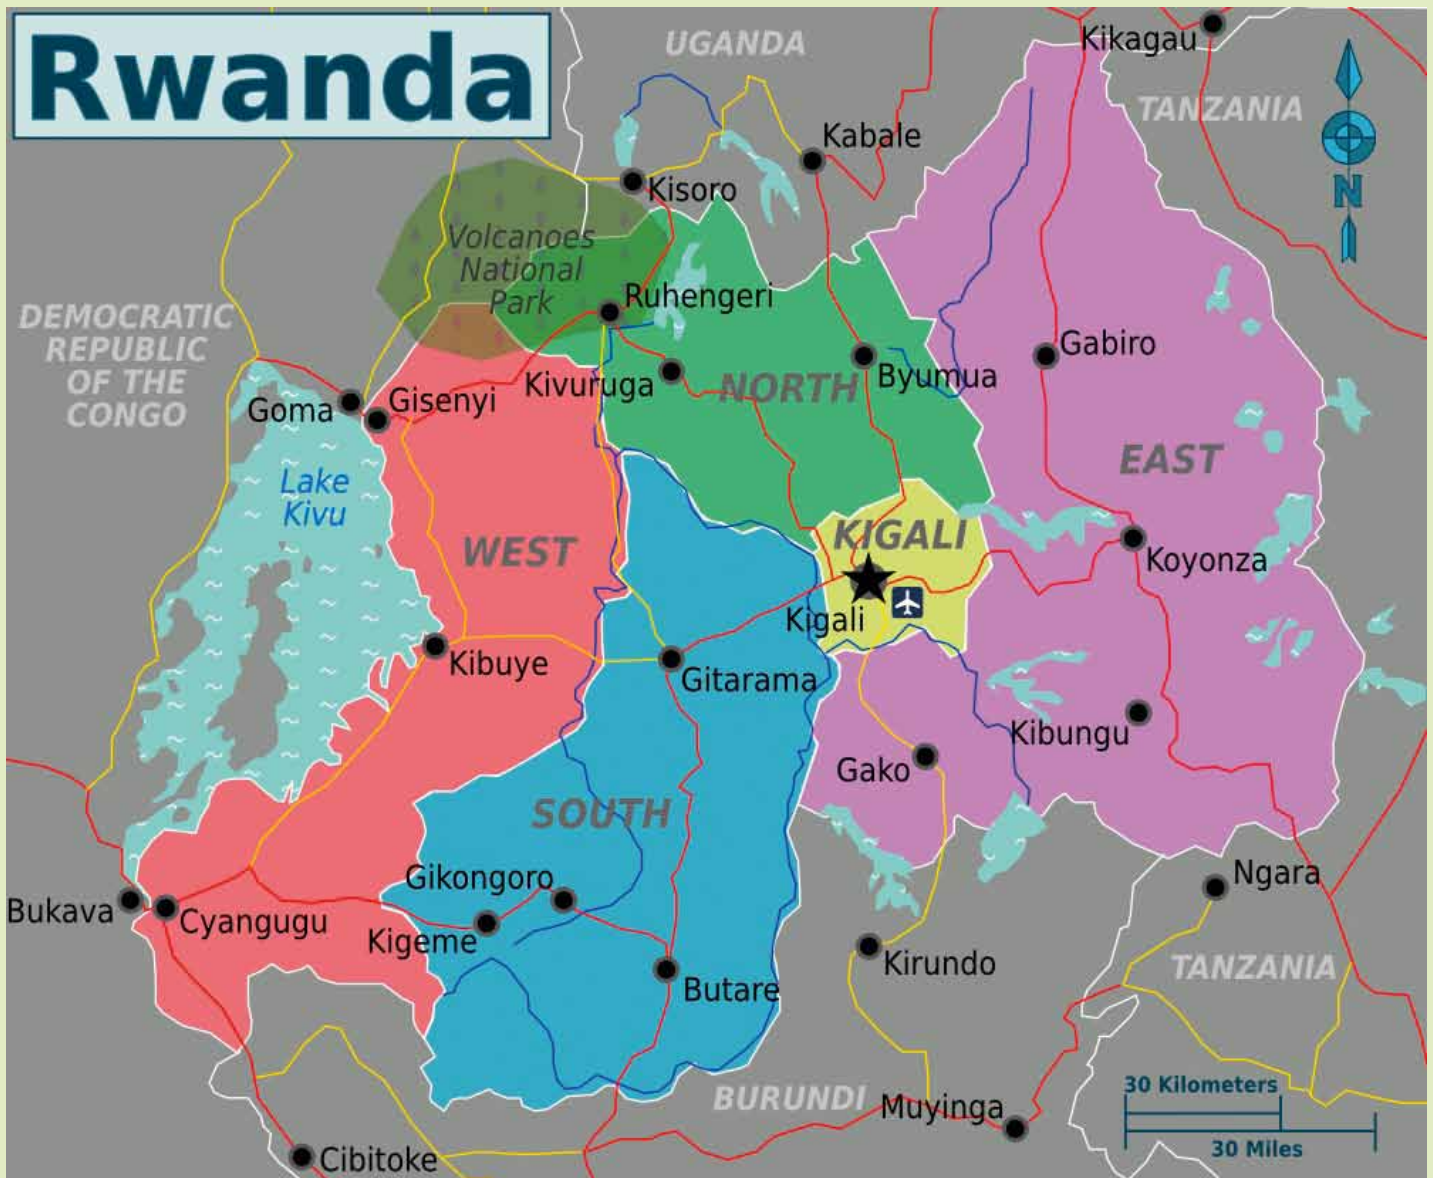 Rwanda
UGANDA
Kikagau
TANZANIA
N
Kabale
Kisoro
Volcanoes
National
Park
Ruhengeri
DEMOCRATIC
REPUBLIC
OF THE
CONGO
Gabiro
Kivuruga
NORTH
Byumua
Goma
Gisenyi
EAST
Lake
Kivu
WEST
KIGALI
Koyonza
Kigali
Kibuye
Gitarama
Kibungu
Gako
SOUTH
Gikongoro
Ngara
Bukava
Cyangugu
Kigeme
Kirundo
TANZANIA
Butare
BURUNDI
Muyinga
30 Kilometers
30 Miles
Cibitoke